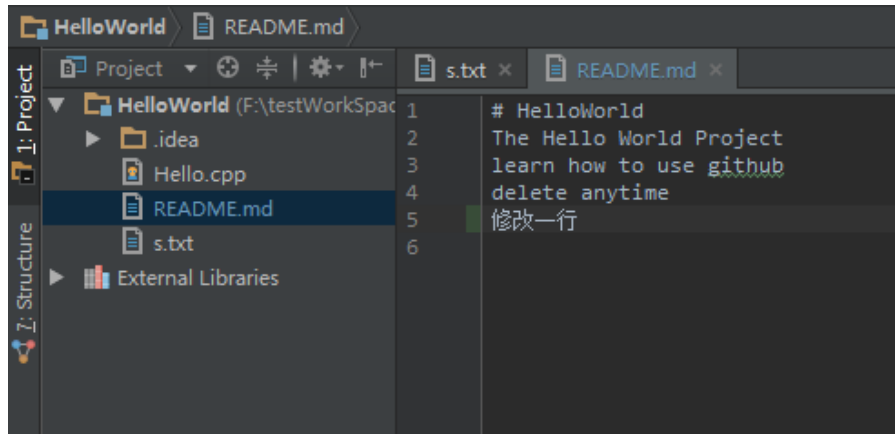 HelloWorld README.md
1: Project
7: Structure
Project
HelloWorld (F:\testWorkSpac
.idea
Hello.cpp
README.md
s.txt
External Libraries
s.txt README.md
1 # HelloWorld
2 The Hello World Project
3 learn how to use github
4 delete anytime
5 修改一行
6